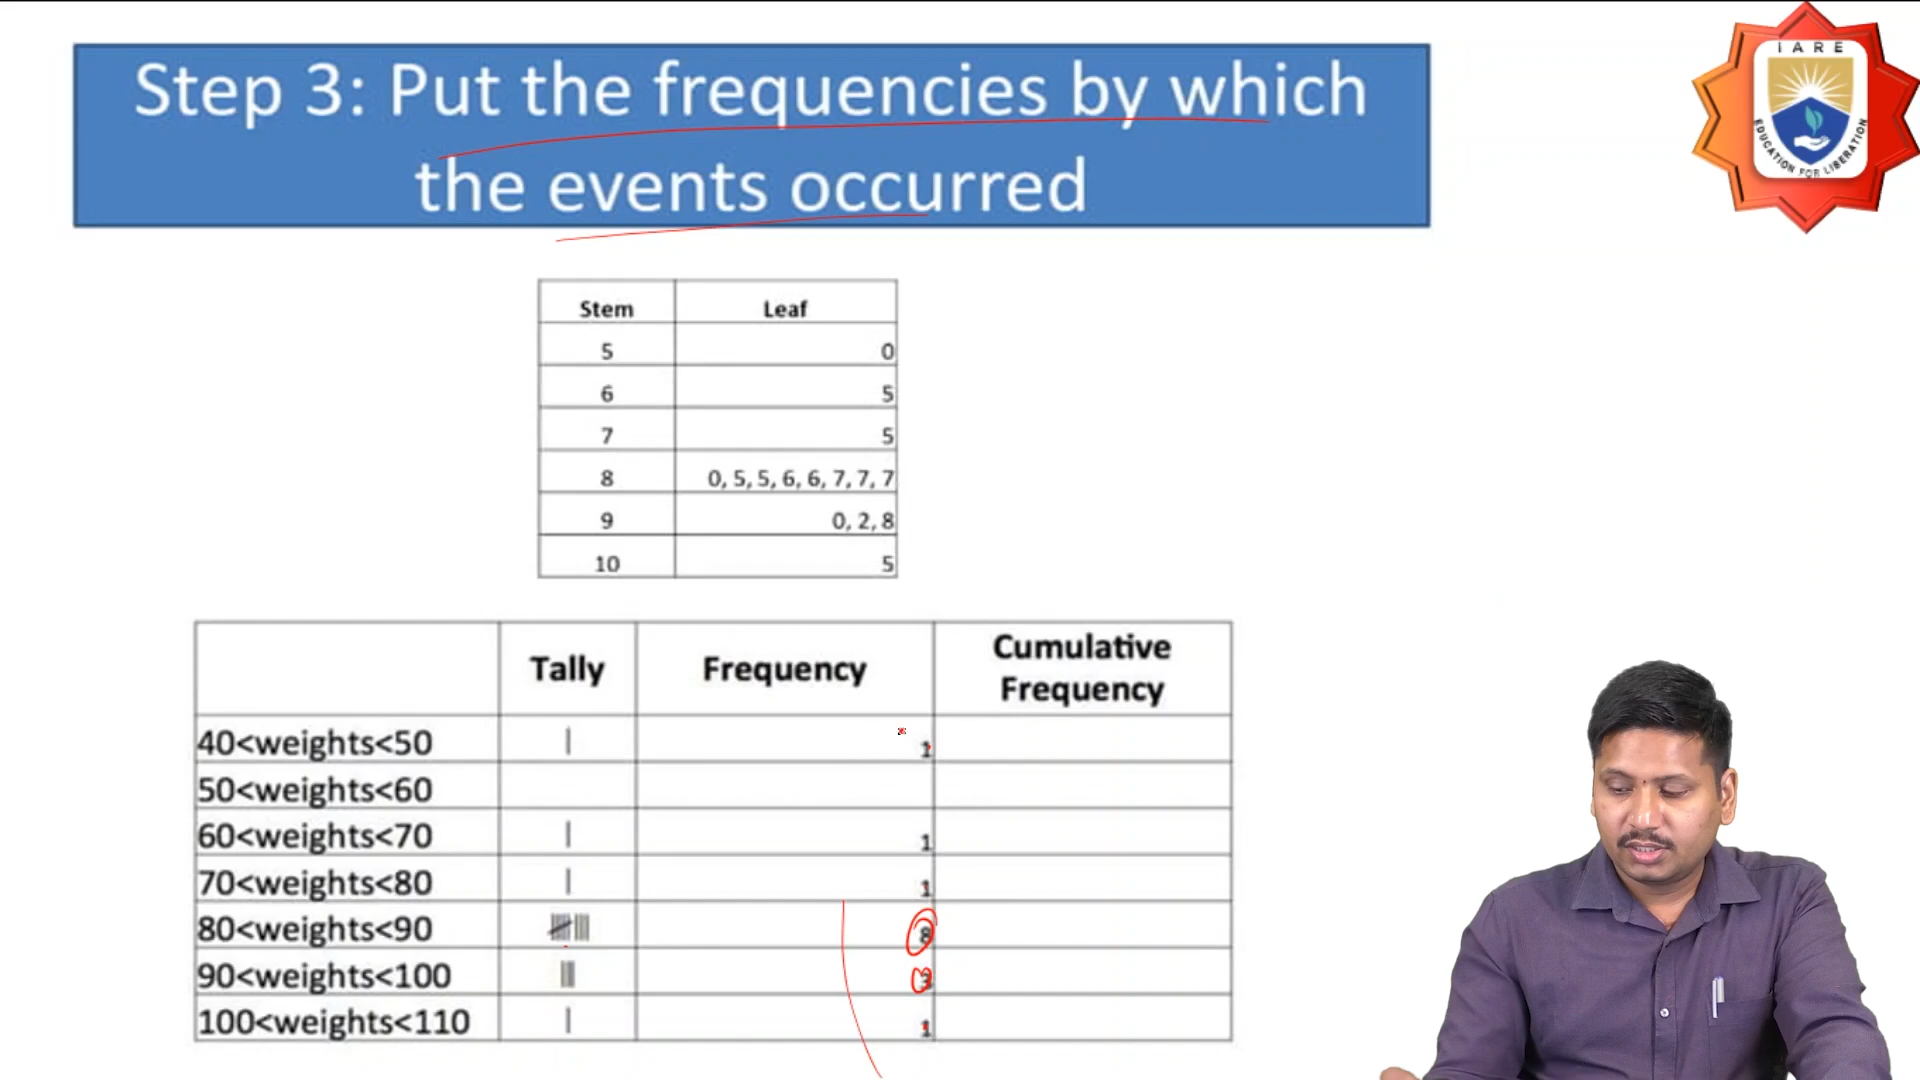 IARE
EDUCATION FOR LIBERATION
Step 3: Put the frequencies by which
the events occurred
Stem Leaf
5 0
6 5
7 5
8 0, 5, 5, 6, 6, 7, 7, 7
9 0, 2, 8
10 5
Tally Frequency Cumulative Frequency
40<weights<50 | 1
50<weights<60
60<weights<70 | 1
70<weights<80 | 1
80<weights<90 |||| ||| 8
90<weights<100 ||| 3
100<weights<110 | 1